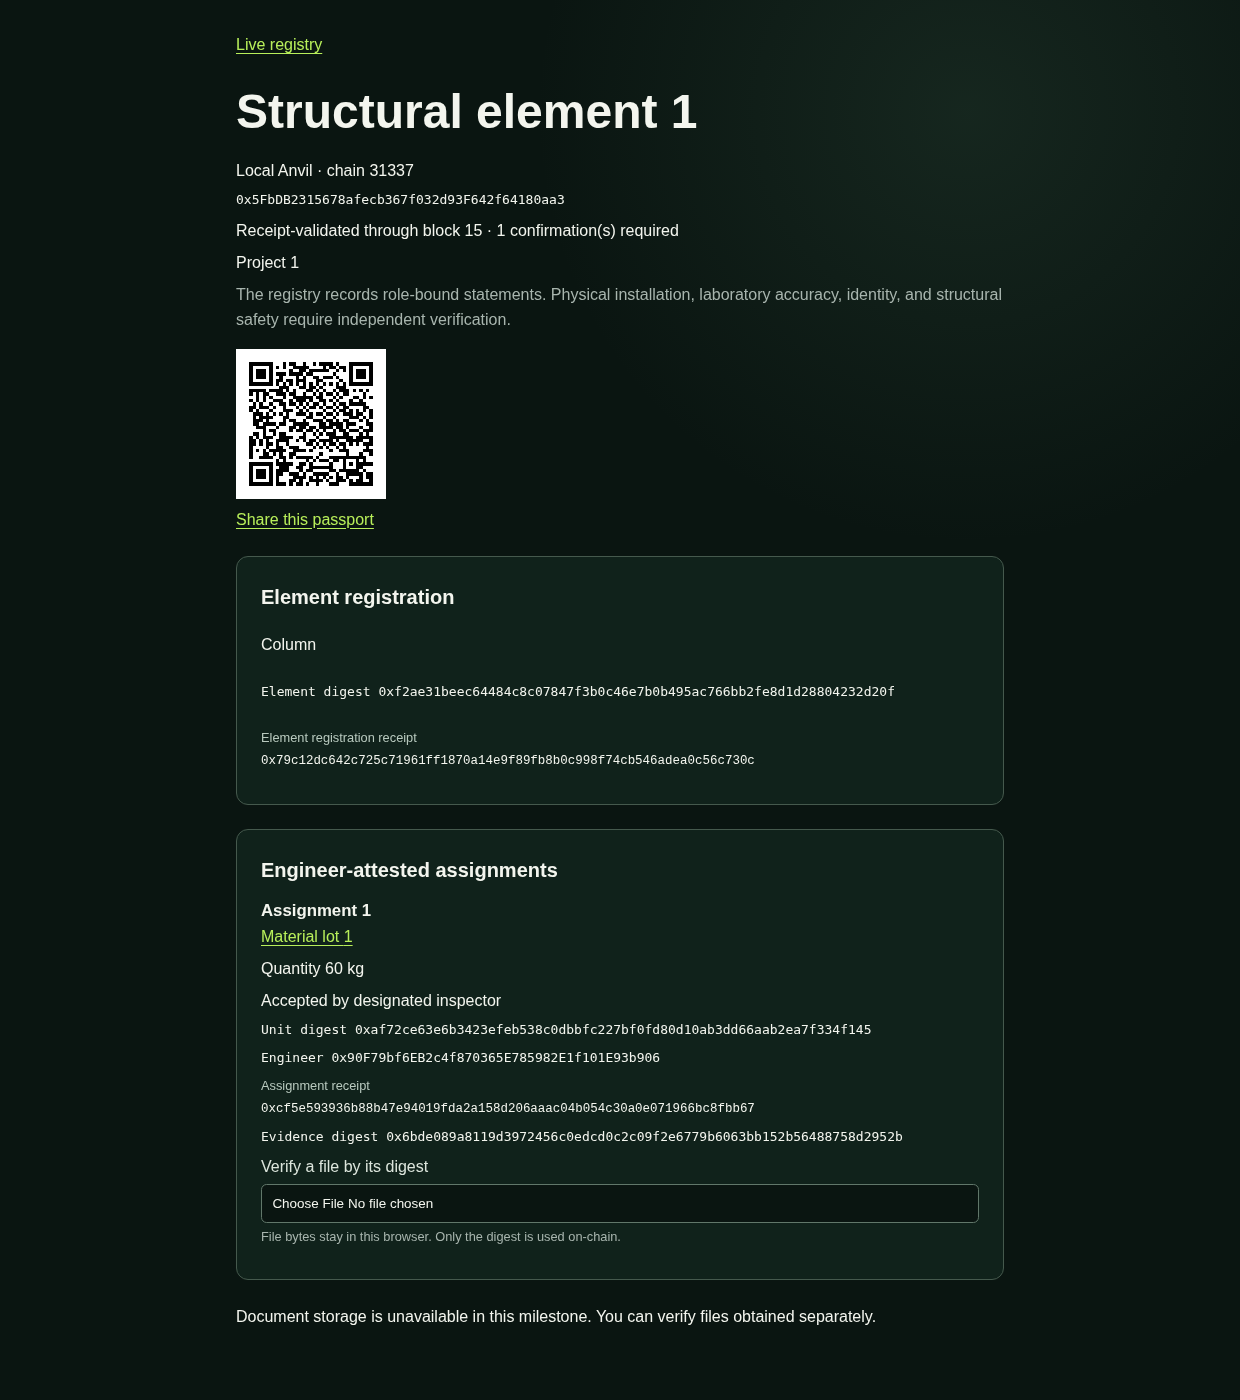 Live registry
Structural element 1
Local Anvil · chain 31337
0x5FbDB2315678afecb367f032d93F642f64180aa3
Receipt-validated through block 15 · 1 confirmation(s) required
Project 1
The registry records role-bound statements. Physical installation, laboratory accuracy, identity, and structural
safety require independent verification.
Share this passport
Element registration
Column
Element digest 0xf2ae31beec64484c8c07847f3b0c46e7b0b495ac766bb2fe8d1d28804232d20f
Element registration receipt
0x79c12dc642c725c71961ff1870a14e9f89fb8b0c998f74cb546adea0c56c730c
Engineer-attested assignments
Assignment 1
Material lot 1
Quantity 60 kg
Accepted by designated inspector
Unit digest 0xaf72ce63e6b3423efeb538c0dbbfc227bf0fd80d10ab3dd66aab2ea7f334f145
Engineer 0x90F79bf6EB2c4f870365E785982E1f101E93b906
Assignment receipt
0xcf5e593936b88b47e94019fda2a158d206aaac04b054c30a0e071966bc8fbb67
Evidence digest 0x6bde089a8119d3972456c0edcd0c2c09f2e6779b6063bb152b56488758d2952b
Verify a file by its digest
Choose File No file chosen
File bytes stay in this browser. Only the digest is used on-chain.
Document storage is unavailable in this milestone. You can verify files obtained separately.